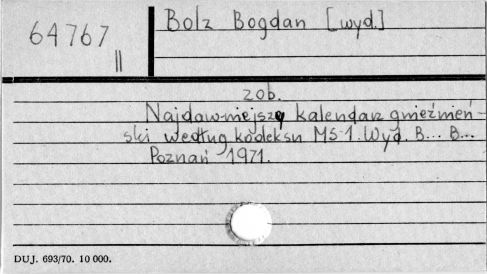 64767
II
Bolz Bogdan [wyd.]
zob.
Najdawniejszy kalendarz gnieźnień-
ski według kodeksu MS 1. Wyd. B... B...
Poznań 1971.
DUJ. 693/70. 10 000.